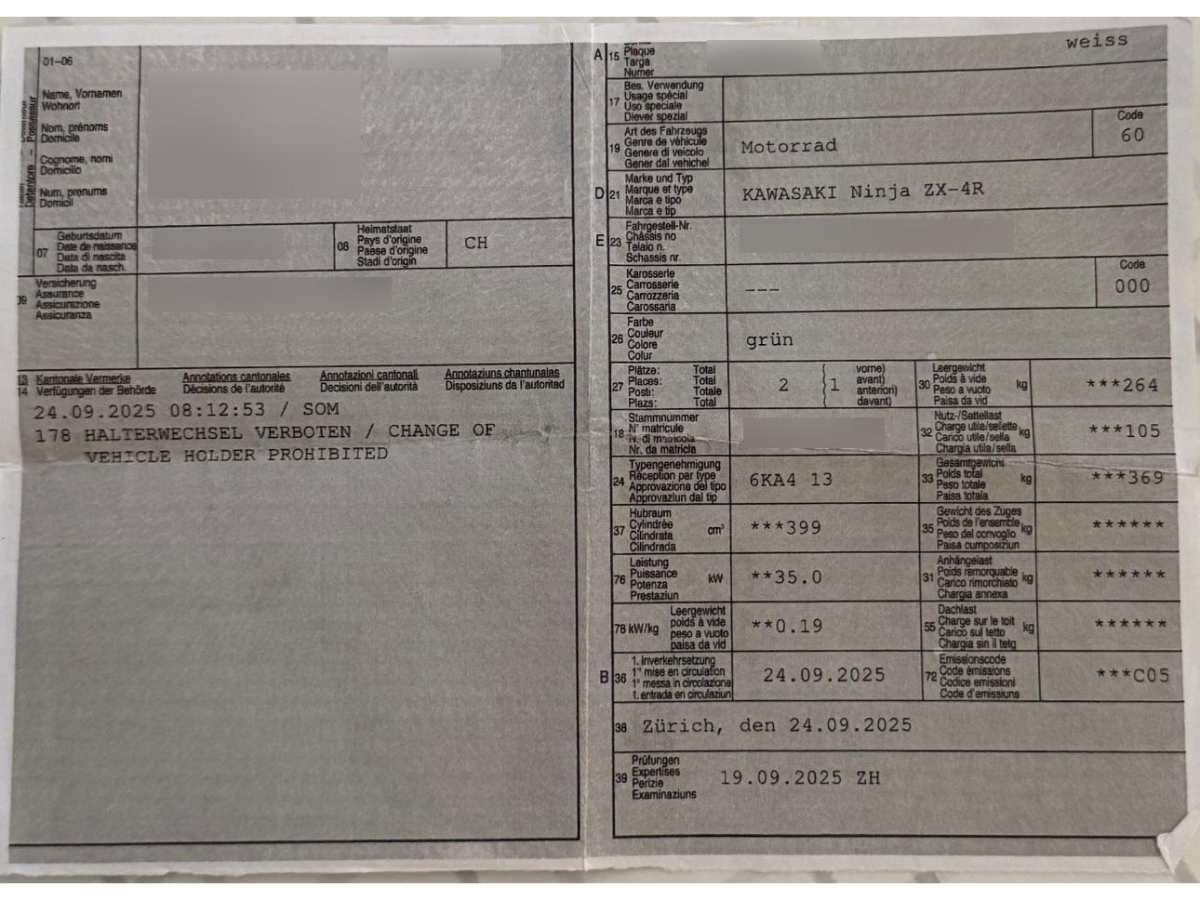 01-06
Name, Vornamen
Wohnort
Nom, prénoms
Domicile
Cognome, nomi
Domicilio
Num, prenums
Domicil
07
Geburtsdatum
Date de naissance
Data di nascita
Data da nasch.
08
Heimatstaat
Pays d'origine
Paese d'origine
Stadi d'origin
CH
09
Versicherung
Assurance
Assicurazione
Assicuranza
13 Kantonale Vermerke Annotations cantonales Annotazioni cantonali Annotaziuns chantunalas
14 Verfügungen der Behörde Décisions de l'autorité Decisioni dell'autorità Disposiziuns da l'autoritad
24.09.2025 08:12:53 / SOM
178 HALTERWECHSEL VERBOTEN / CHANGE OF
VEHICLE HOLDER PROHIBITED
A 15
Plaque
Targa
Numer
weiss
17
Bes. Verwendung
Usage spécial
Uso speciale
Diever spezial
19
Art des Fahrzeugs
Genre de véhicule
Genere di veicolo
Gener dal vehichel
Motorrad
Code
60
D 21
Marke und Typ
Marque et type
Marca e tipo
Marca e tip
KAWASAKI Ninja ZX-4R
E 23
Fahrgestell-Nr.
Châssis no
Telaio n.
Schassis nr.
25
Karosserie
Carrosserie
Carrozzeria
Carossaria
---
Code
000
26
Farbe
Couleur
Colore
Colur
grün
27
Plätze: Total
Places: Total
Posti: Totale
Plazs: Total
2
(1
vorne)
avant)
anteriori)
davant)
30
Leergewicht
Poids à vide
Peso a vuoto
Paisa da vid
kg
***264
18
Stammnummer
N° matricule
N. di matricola
Nr. da matricla
32
Nutz-/Sattellast
Charge utile/sellette
Carico utile/sella
Chargia utila/sella
kg
***105
24
Typengenehmigung
Réception par type
Approvazione del tipo
Approvaziun dal tip
6KA4 13
33
Gesamtgewicht
Poids total
Peso totale
Paisa totala
kg
***369
37
Hubraum
Cylindrée
Cilindrata
Cilindrada
cm³
***399
35
Gewicht des Zuges
Poids de l'ensemble
Peso del convoglio
Paisa cumposiziun
kg
******
76
Leistung
Puissance
Potenza
Prestaziun
kW
**35.0
31
Anhängelast
Poids remorquable
Carico rimorchiato
Chargia annexa
kg
******
78 kW/kg
Leergewicht
poids à vide
peso a vuoto
paisa da vid
**0.19
55
Dachlast
Charge sur le toit
Carico sul tetto
Chargia sin il tetg
kg
******
B 36
1. Inverkehrsetzung
1re mise en circulation
1a messa in circolazione
1. entrada en circulaziun
24.09.2025
72
Emissionscode
Code émissions
Codice emissioni
Code d'emissiuns
***C05
38 Zürich, den 24.09.2025
39
Prüfungen
Expertises
Perizie
Examinaziuns
19.09.2025 ZH